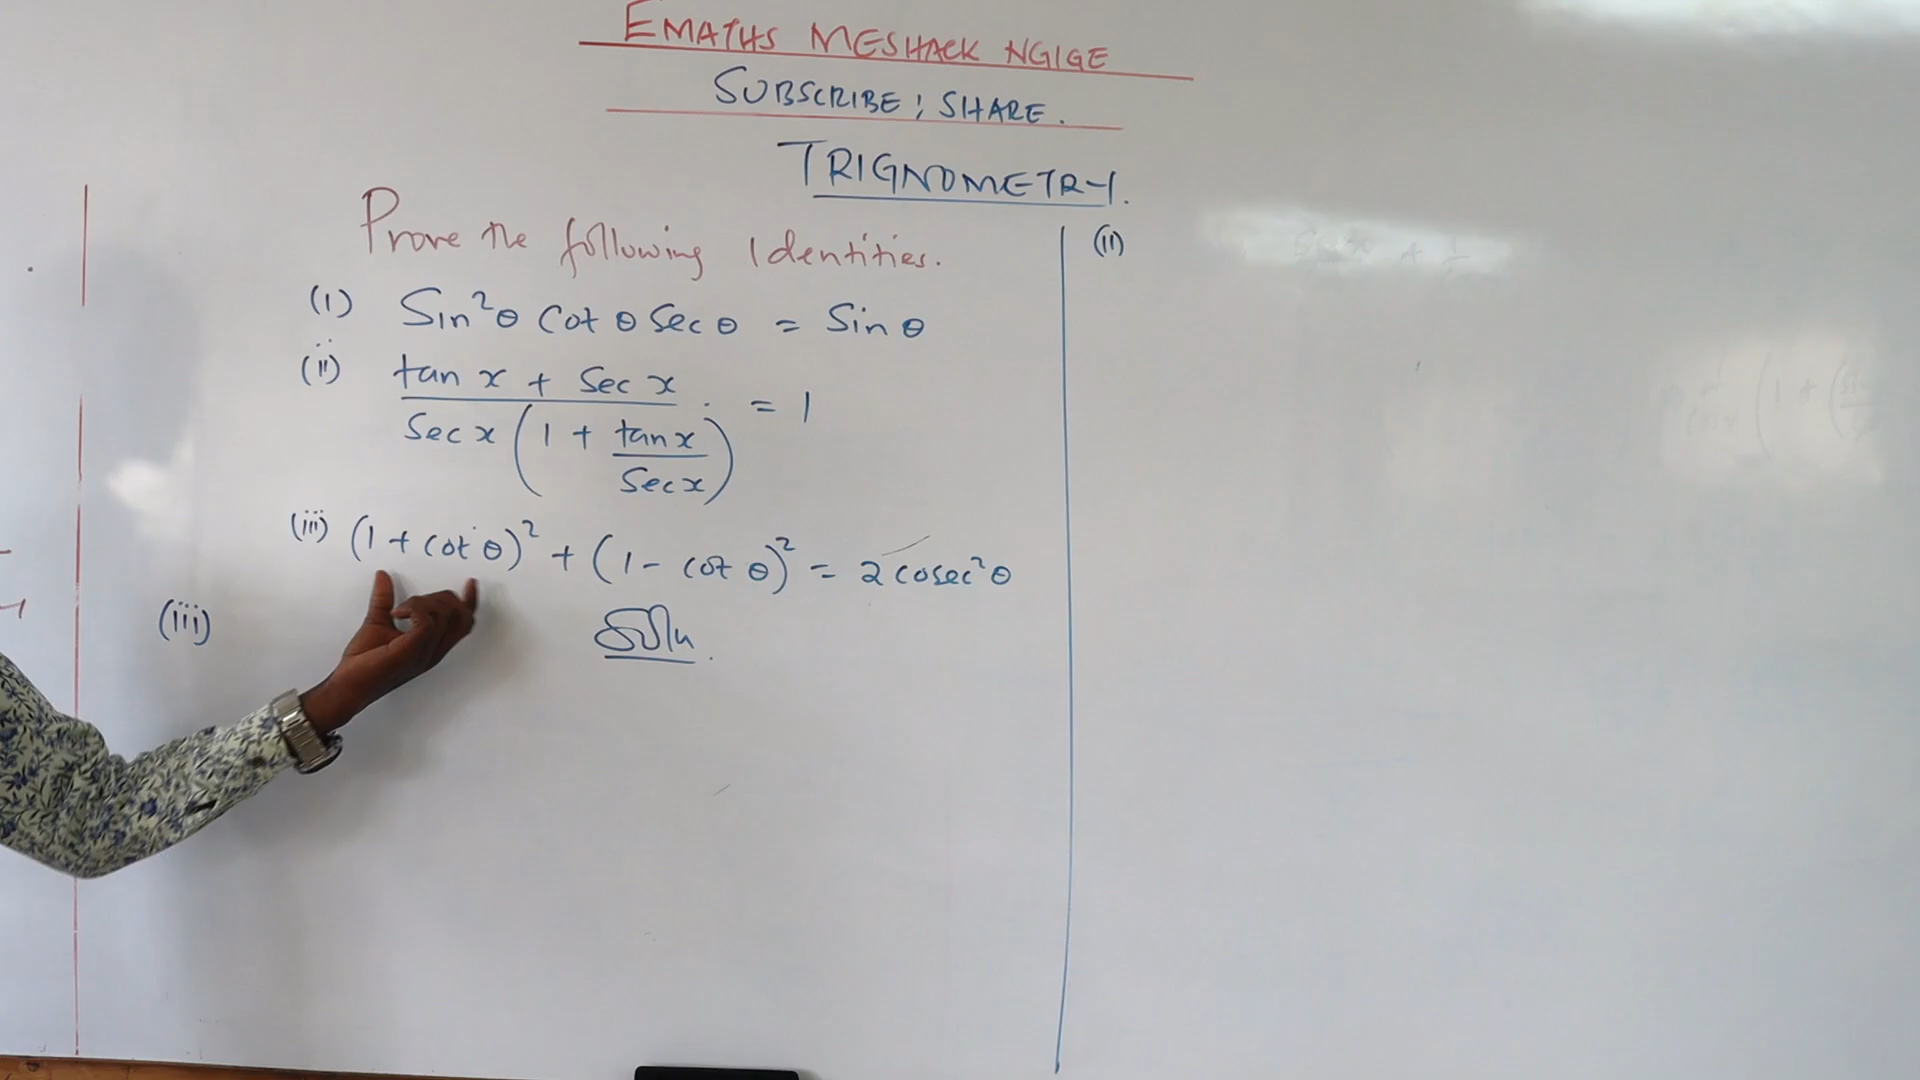 EMATHS MESHACK NGIGE
SUBSCRIBE; SHARE.
TRIGNOMETRY.
Prove the following Identities.
(i) Sin²θ Cot θ Sec θ = Sin θ
(ii) tan x + Sec x / Sec x (1 + tan x / Sec x) = 1
(iii) (1 + cot θ)² + (1 - cot θ)² = 2 cosec²θ
(iii) Soln.
(ii)